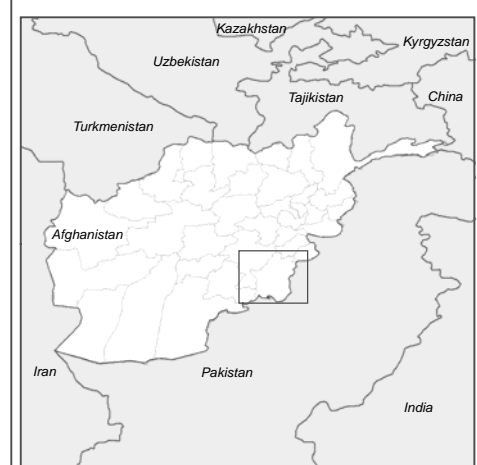 Kazakhstan
Kyrgyzstan
Uzbekistan
China
Tajikistan
Turkmenistan
Afghanistan
Iran
Pakistan
India